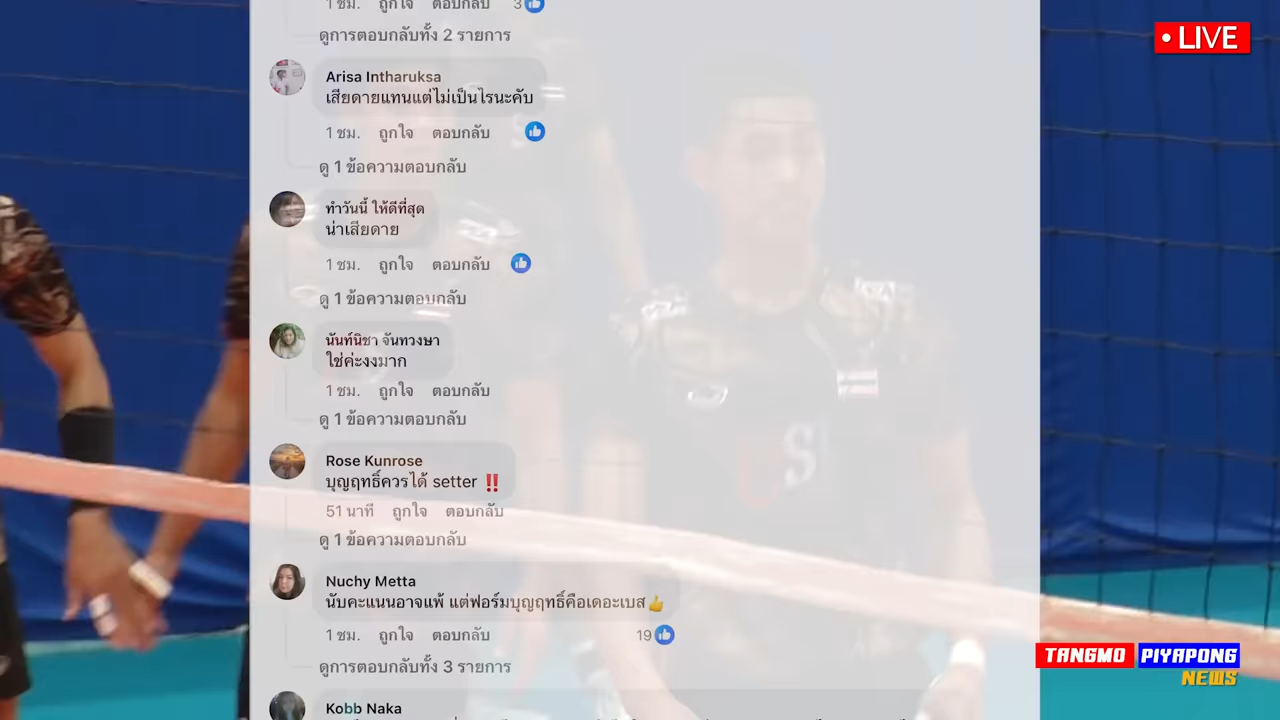 1 ชม. ถูกใจ ตอบกลับ 3
• LIVE
ดูการตอบกลับทั้ง 2 รายการ
Arisa Intharuksa
เสียดายแทนแต่ไม่เป็นไรนะคับ
1 ชม. ถูกใจ ตอบกลับ
ดู 1 ข้อความตอบกลับ
ทำวันนี้ ให้ดีที่สุด
น่าเสียดาย
1 ชม. ถูกใจ ตอบกลับ
ดู 1 ข้อความตอบกลับ
นันท์นิชา จันทวงษา
ใช่ค่ะงงมาก
1 ชม. ถูกใจ ตอบกลับ
ดู 1 ข้อความตอบกลับ
Rose Kunrose
บุญฤทธิ์ควรได้ setter ‼️
51 นาที ถูกใจ ตอบกลับ
ดู 1 ข้อความตอบกลับ
Nuchy Metta
นับคะแนนอาจแพ้ แต่ฟอร์มบุญฤทธิ์คือเดอะเบส👍
1 ชม. ถูกใจ ตอบกลับ 19
ดูการตอบกลับทั้ง 3 รายการ
TANGMO PIYAPONG
NEWS
Kobb Naka